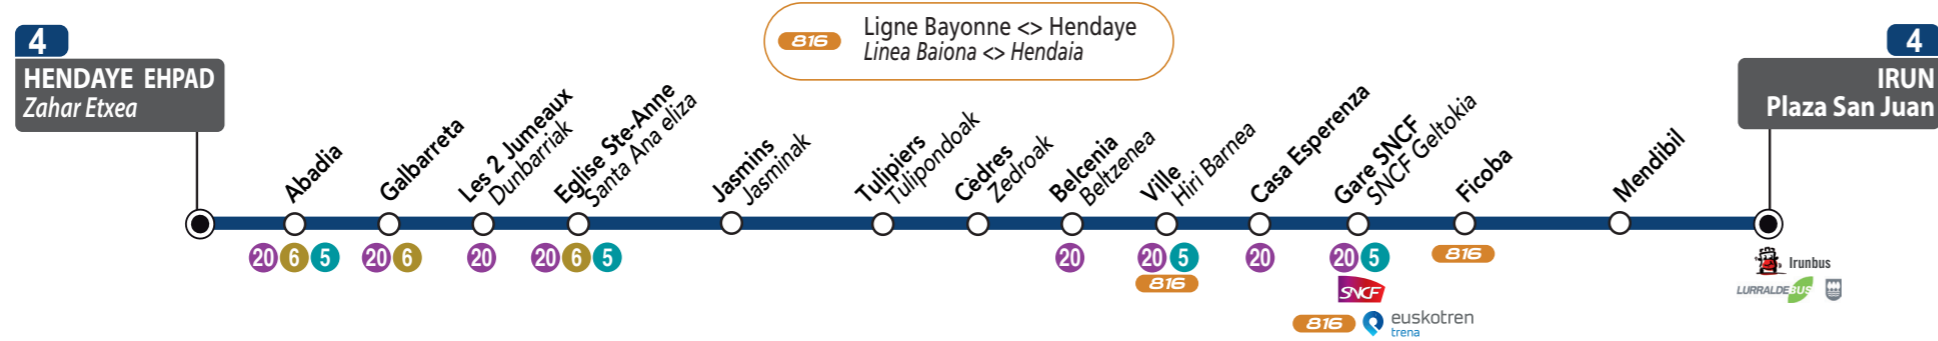 816
Ligne Bayonne <> Hendaye
Linea Baiona <> Hendaia
4
HENDAYE EHPAD
Zahar Etxea
4
IRUN
Plaza San Juan
Abadia
Galbarreta
Les 2 Jumeaux
Dunbarriak
Eglise Ste-Anne
Santa Ana eliza
Jasmins
Jasminak
Tulipiers
Tulipondoak
Cèdres
Zedroak
Belcenia
Beltzenea
Ville
Hiri Barnea
Casa Esperenza
Gare SNCF
SNCF Geltokia
Ficoba
Mendibil
20 6 5
20 6
20
20 6 5
20
20 5
816
20
20 5
SNCF
816 euskotren
trena
816
Irunbus
LURRALDEBUS